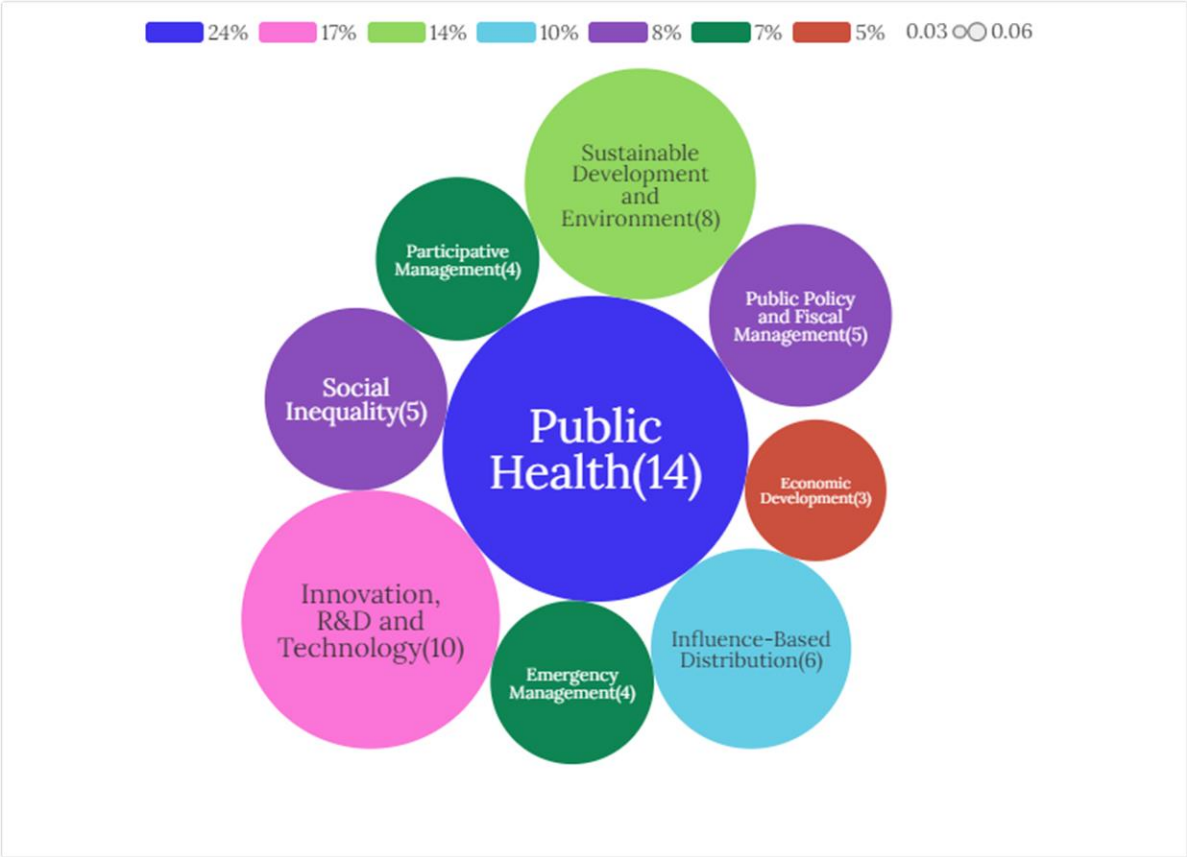 24% 17% 14% 10% 8% 7% 5% 0.03 0.06
Sustainable
Development
and
Environment(8)
Participative
Management(4)
Public Policy
and Fiscal
Management(5)
Social
Inequality(5)
Public
Health(14)
Economic
Development(3)
Innovation,
R&D and
Technology(10)
Influence-Based
Distribution(6)
Emergency
Management(4)